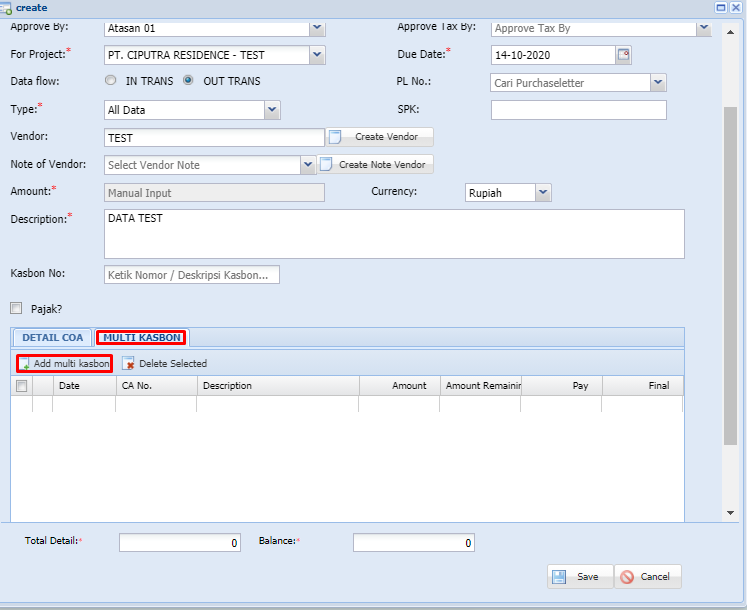 create
Approve By: Atasan 01 Approve Tax By: Approve Tax By
For Project:* PT. CIPUTRA RESIDENCE - TEST Due Date:* 14-10-2020
Data flow: IN TRANS OUT TRANS PL No.: Cari Purchaseletter
Type:* All Data SPK:
Vendor: TEST Create Vendor
Note of Vendor: Select Vendor Note Create Note Vendor
Amount:* Manual Input Currency: Rupiah
Description:* DATA TEST
Kasbon No: Ketik Nomor / Deskripsi Kasbon...
Pajak?
DETAIL COA MULTI KASBON
Add multi kasbon Delete Selected
Date CA No. Description Amount Amount Remainin Pay Final
Total Detail:* 0 Balance:* 0
Save Cancel